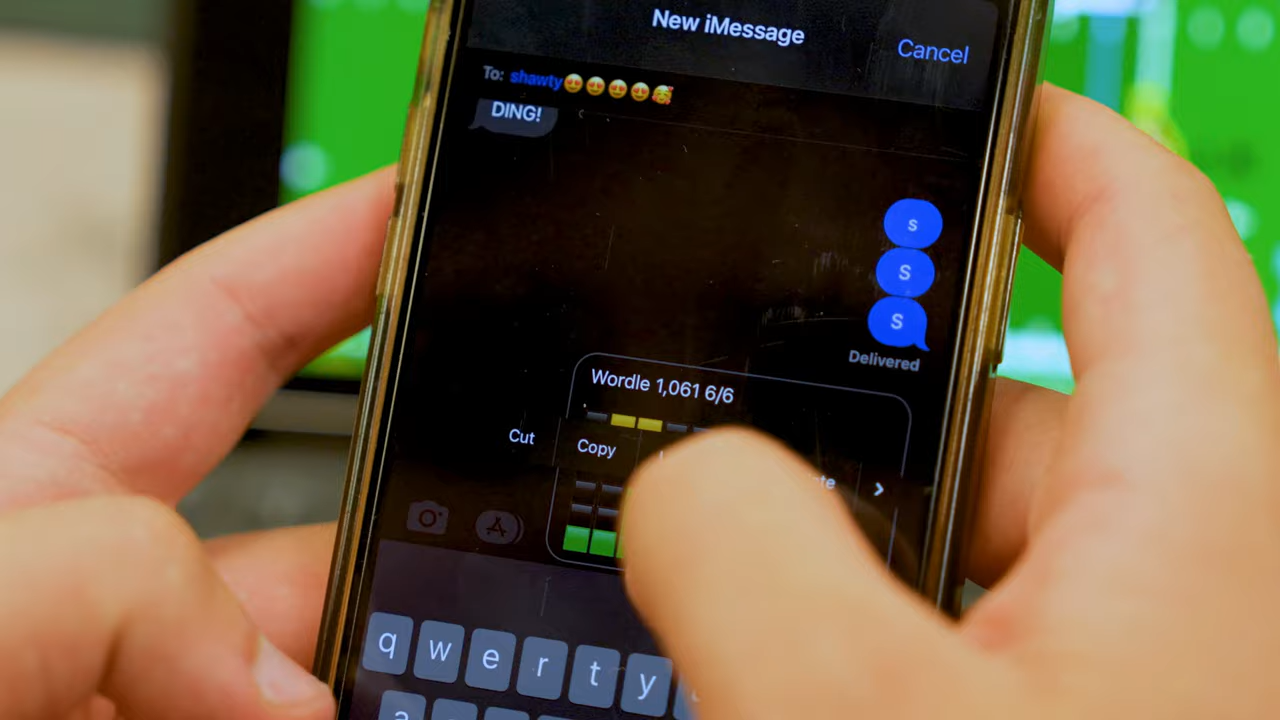 New iMessage
Cancel
To: shawty😍😍😍😍🥰
DING!
s
S
S
Delivered
Wordle 1,061 6/6
Cut
Copy
q w e r t y
a